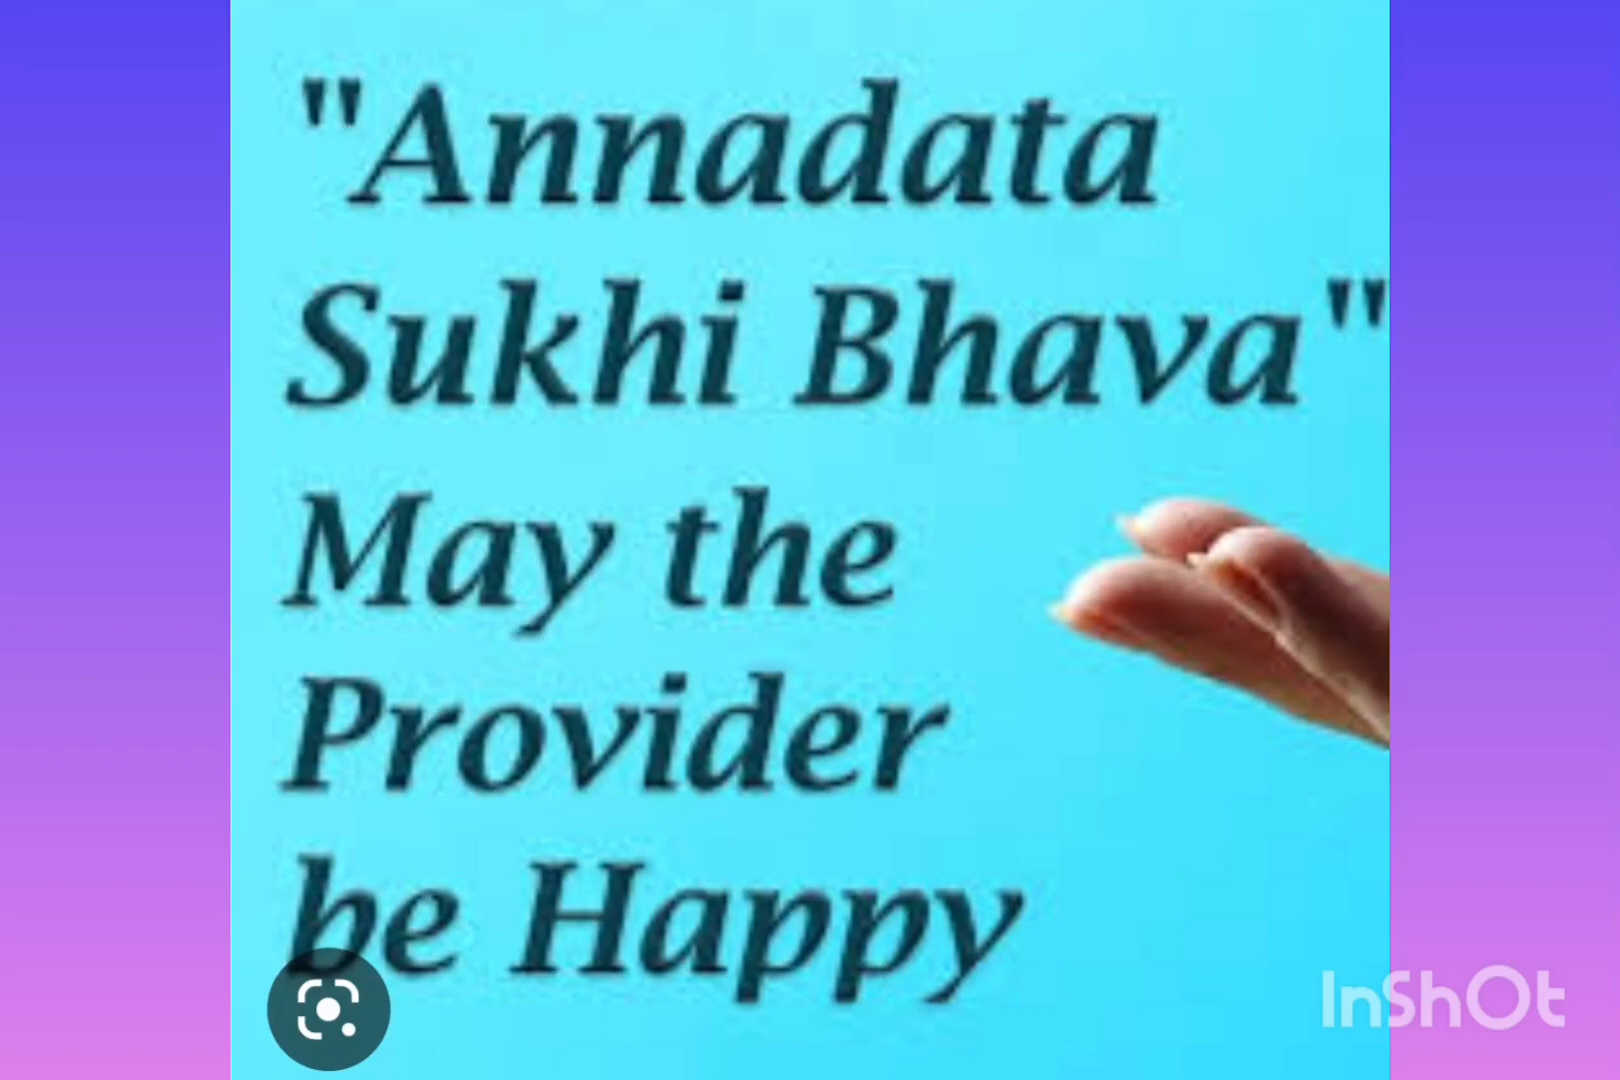 "Annadata
Sukhi Bhava"
May the
Provider
be Happy
InShOt